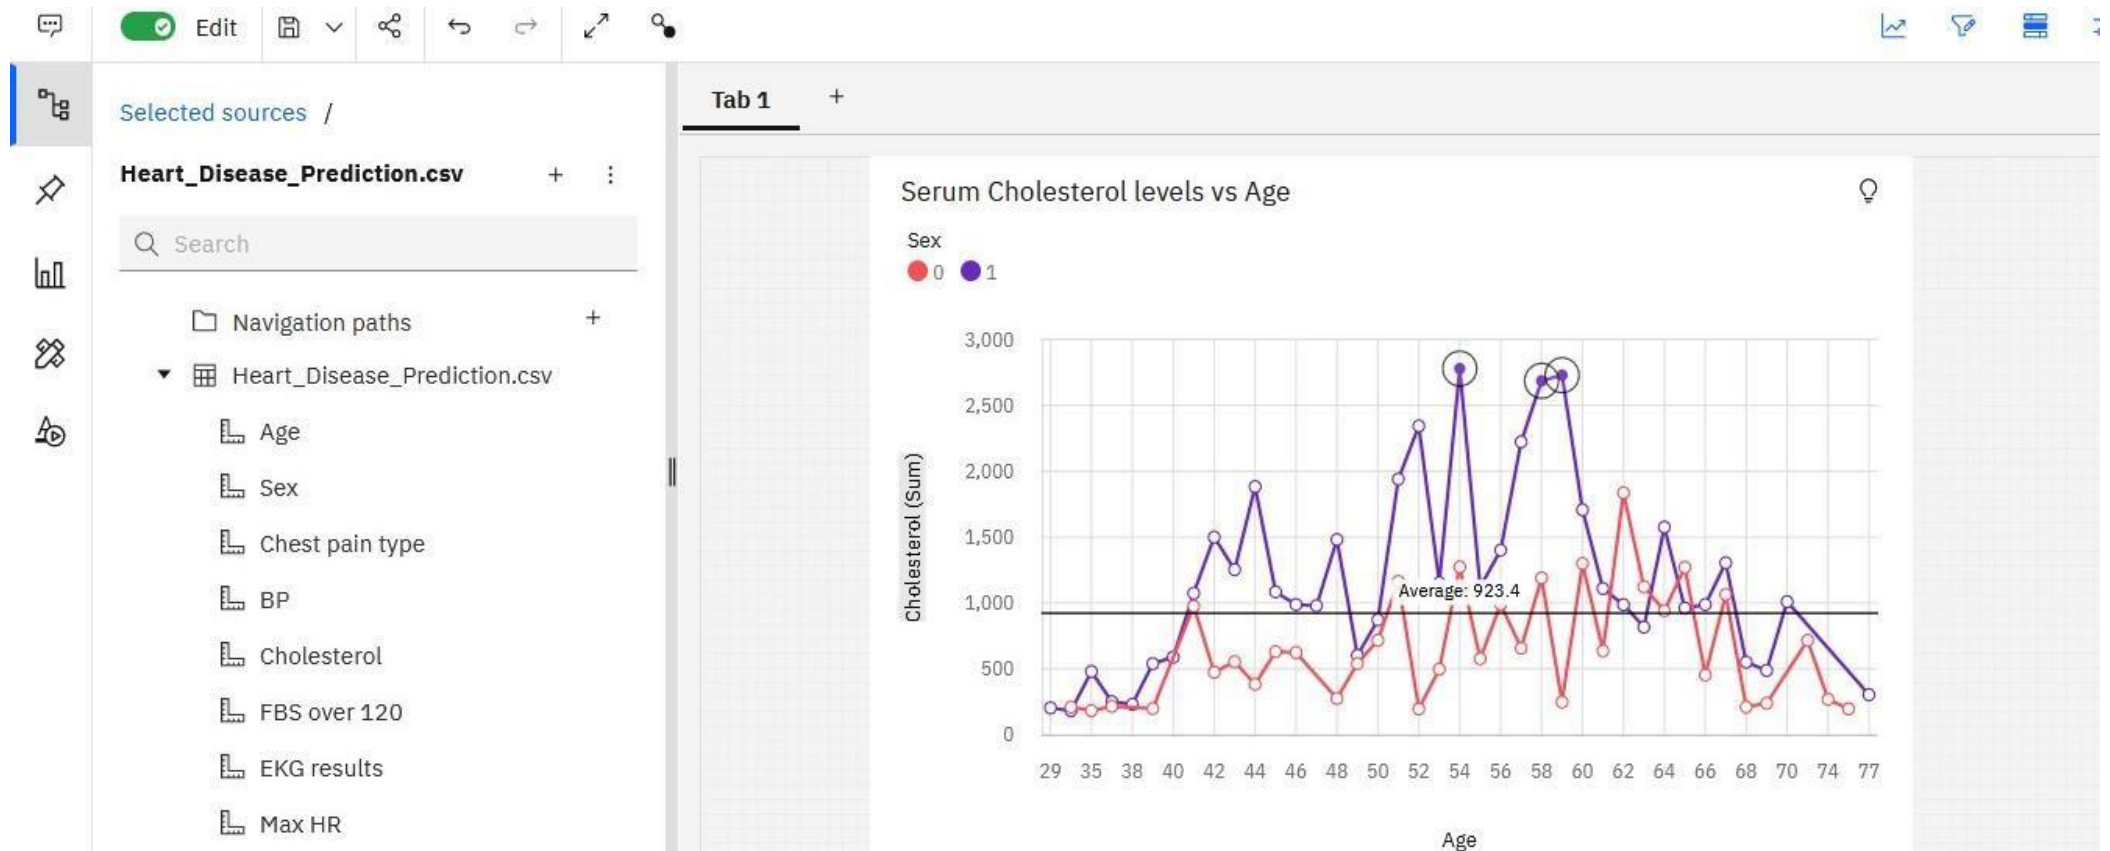 Edit
Selected sources /
Heart_Disease_Prediction.csv
Search
Navigation paths
Heart_Disease_Prediction.csv
Age
Sex
Chest pain type
BP
Cholesterol
FBS over 120
EKG results
Max HR
Tab 1
Serum Cholesterol levels vs Age
Sex
0 1
3,000
2,500
2,000
1,500
1,000
500
0
Cholesterol (Sum)
Average: 923.4
29 35 38 40 42 44 46 48 50 52 54 56 58 60 62 64 66 68 70 74 77
Age